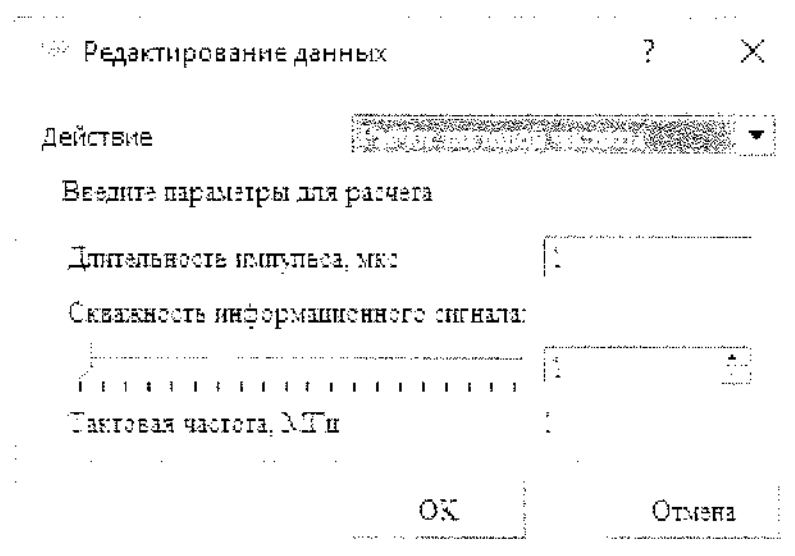 Редактирование данных ? X
Действие
Введите параметры для расчета
Длительность импульса, мкс
Скважность информационного сигнала:
Тактовая частота, МГц
OK Отмена